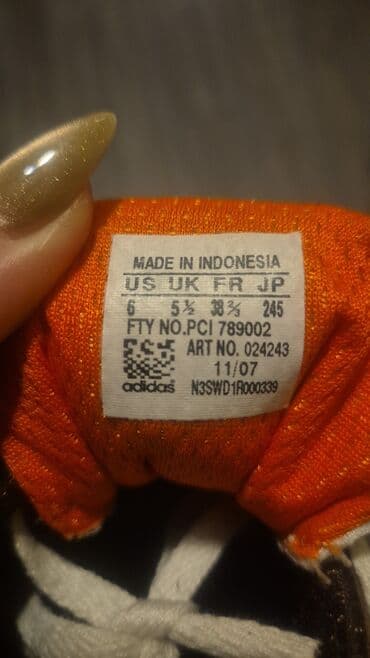 MADE IN INDONESIA
US UK FR JP
6 5½ 38⅔ 245
FTY NO.PCI 789002
ART NO. 024243
11/07
adidas N3SWD1R000339